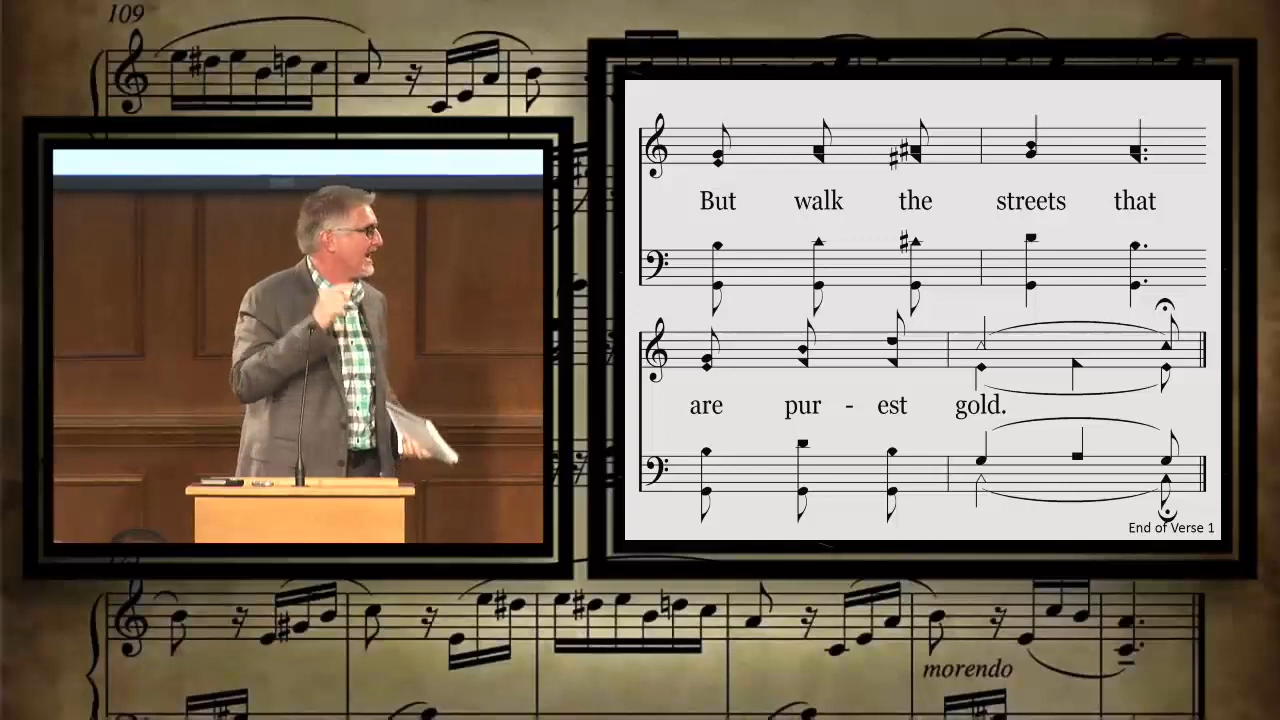 109
But walk the streets that
are pur - est gold.
End of Verse 1
morendo